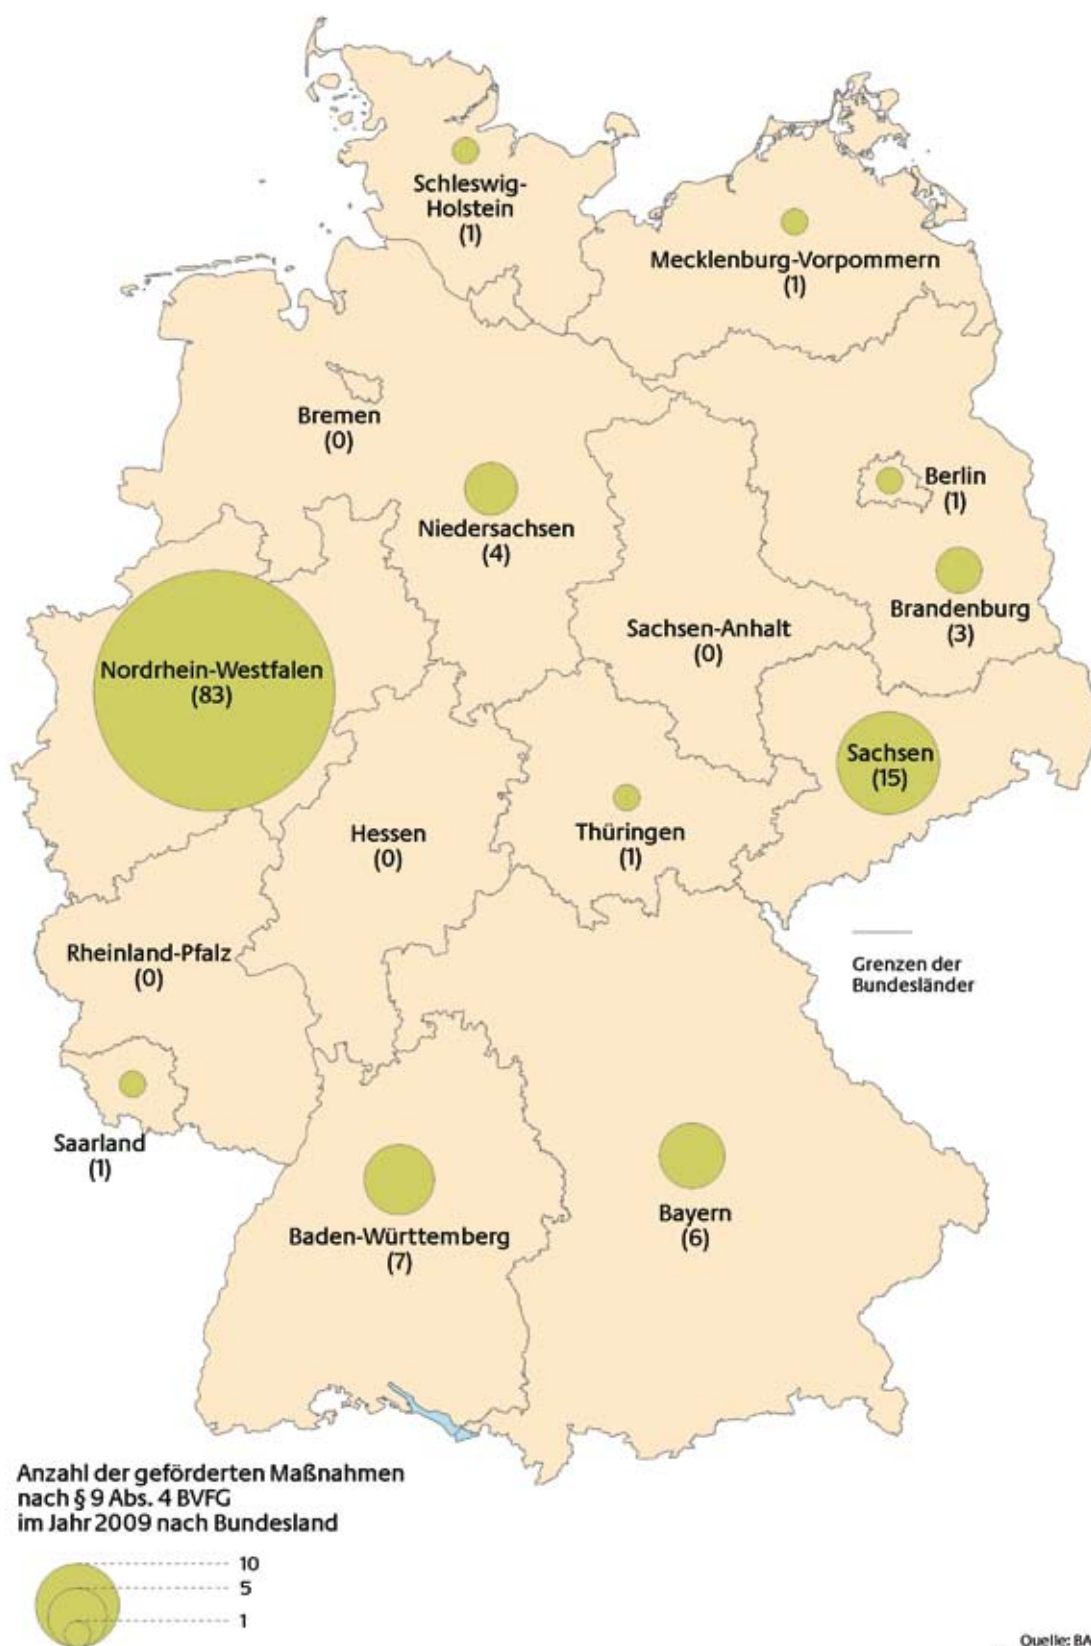 Schleswig-
Holstein
(1)
Mecklenburg-Vorpommern
(1)
Bremen
(0)
Berlin
(1)
Niedersachsen
(4)
Brandenburg
(3)
Sachsen-Anhalt
(0)
Nordrhein-Westfalen
(83)
Sachsen
(15)
Hessen
(0)
Thüringen
(1)
Rheinland-Pfalz
(0)
Grenzen der
Bundesländer
Saarland
(1)
Baden-Württemberg
(7)
Bayern
(6)
Anzahl der geförderten Maßnahmen
nach § 9 Abs. 4 BVFG
im Jahr 2009 nach Bundesland
10
5
1
Quelle: